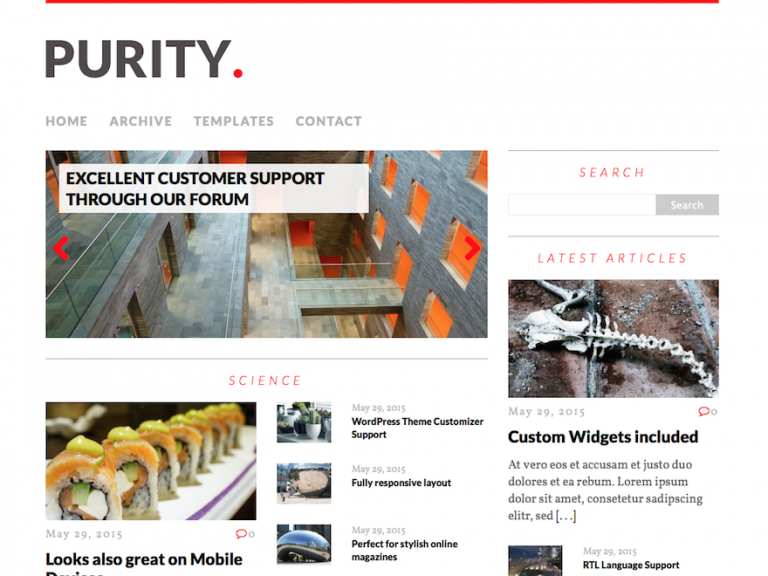 PURITY.
HOME ARCHIVE TEMPLATES CONTACT
EXCELLENT CUSTOMER SUPPORT
THROUGH OUR FORUM
SCIENCE
May 29, 2015 0
Looks also great on Mobile
Devices
May 29, 2015
WordPress Theme Customizer
Support
May 29, 2015
Fully responsive layout
May 29, 2015
Perfect for stylish online
magazines
SEARCH
Search
LATEST ARTICLES
May 29, 2015 0
Custom Widgets included
At vero eos et accusam et justo duo
dolores et ea rebum. Lorem ipsum
dolor sit amet, consetetur sadipscing
elitr, sed [...]
May 29, 2015
RTL Language Support